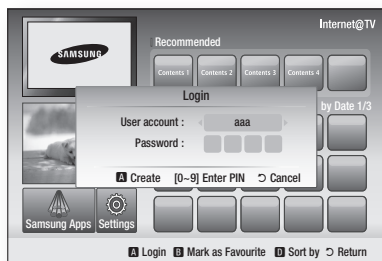 Internet@TV
SAMSUNG
Recommended
Contents 1 Contents 2 Contents 3 Contents 4
Login
by Date 1/3
User account : aaa
Password :
A Create [0~9] Enter PIN Cancel
Samsung Apps Settings
A Login B Mark as Favourite D Sort by Return